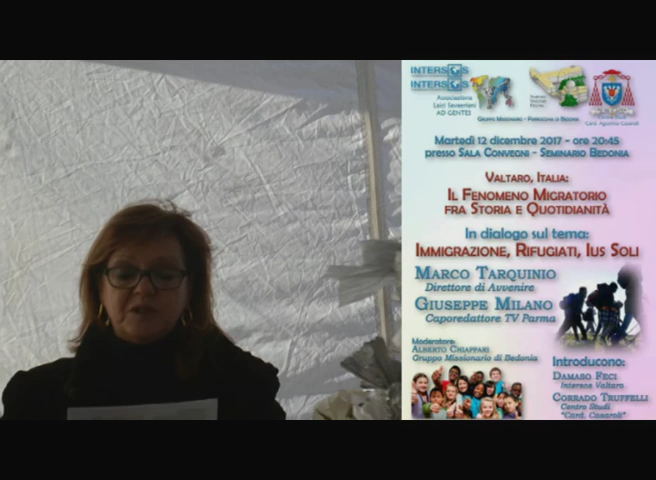 INTERSOS
INTERSOS
Associazione
Laici Saveriani
AD GENTES
Gruppo Missionario - Parrocchia di Bedonia
Card. Agostino Casaroli
Martedì 12 dicembre 2017 - ore 20:45
presso Sala Convegni - Seminario Bedonia
Valtaro, Italia:
Il Fenomeno Migratorio
fra Storia e Quotidianità
In dialogo sul tema:
Immigrazione, Rifugiati, Ius Soli
Marco Tarquinio
Direttore di Avvenire
Giuseppe Milano
Caporedattore TV Parma
Moderatore:
Alberto Chiappari
Gruppo Missionario di Bedonia
Introducono:
Damaso Feci
Intersos Valtaro
Corrado Truffelli
Centro Studi
"Card. Casaroli"